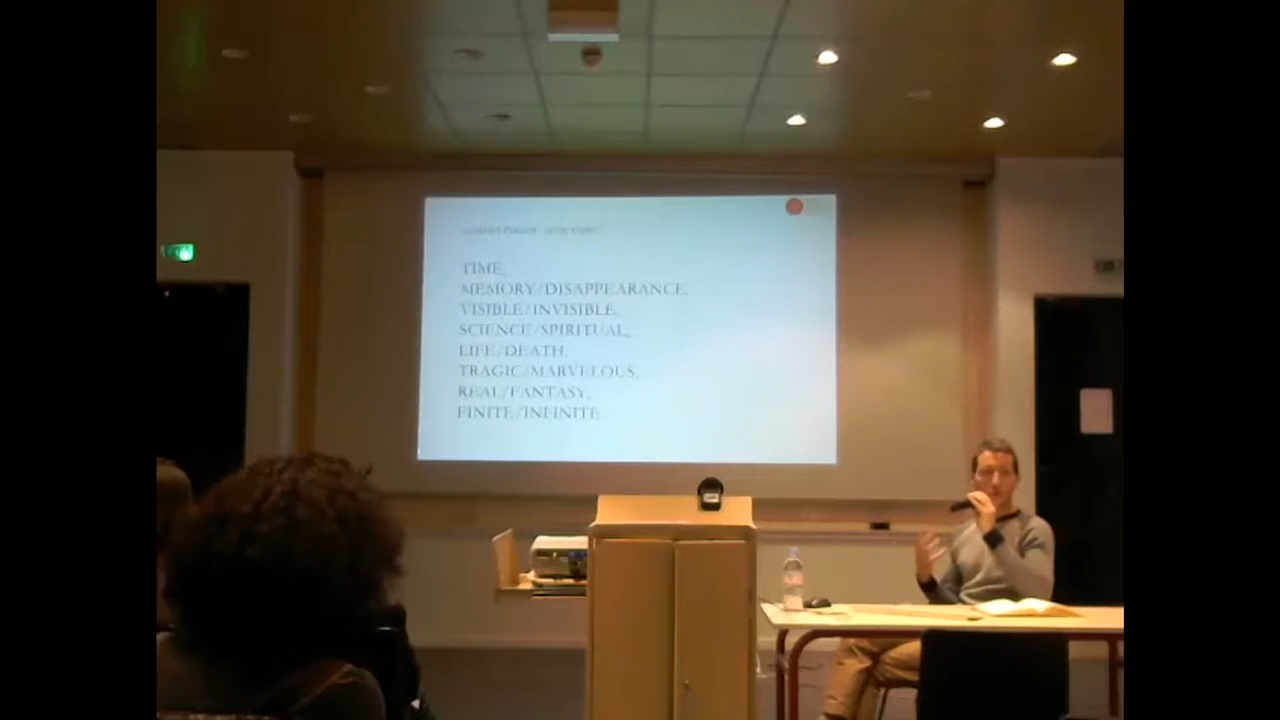 TIME,
MEMORY/DISAPPEARANCE,
VISIBLE/INVISIBLE,
SCIENCE/SPIRITUAL,
LIFE/DEATH,
TRAGIC/MARVELOUS,
REAL/FANTASY,
FINITE/INFINITE